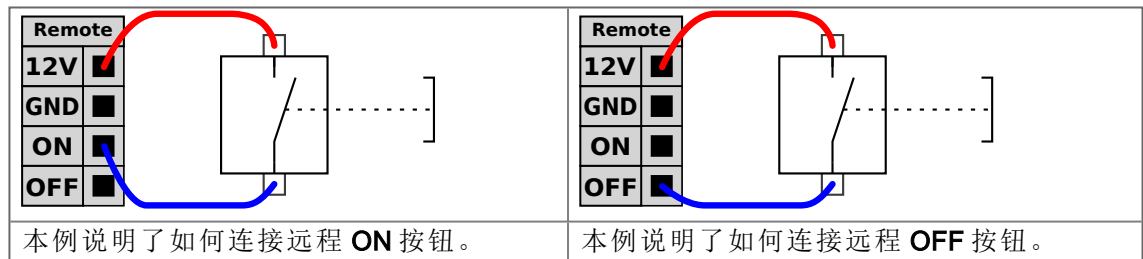 Remote
12V
GND
ON
OFF
本例说明了如何连接远程 ON 按钮。
Remote
12V
GND
ON
OFF
本例说明了如何连接远程 OFF 按钮。